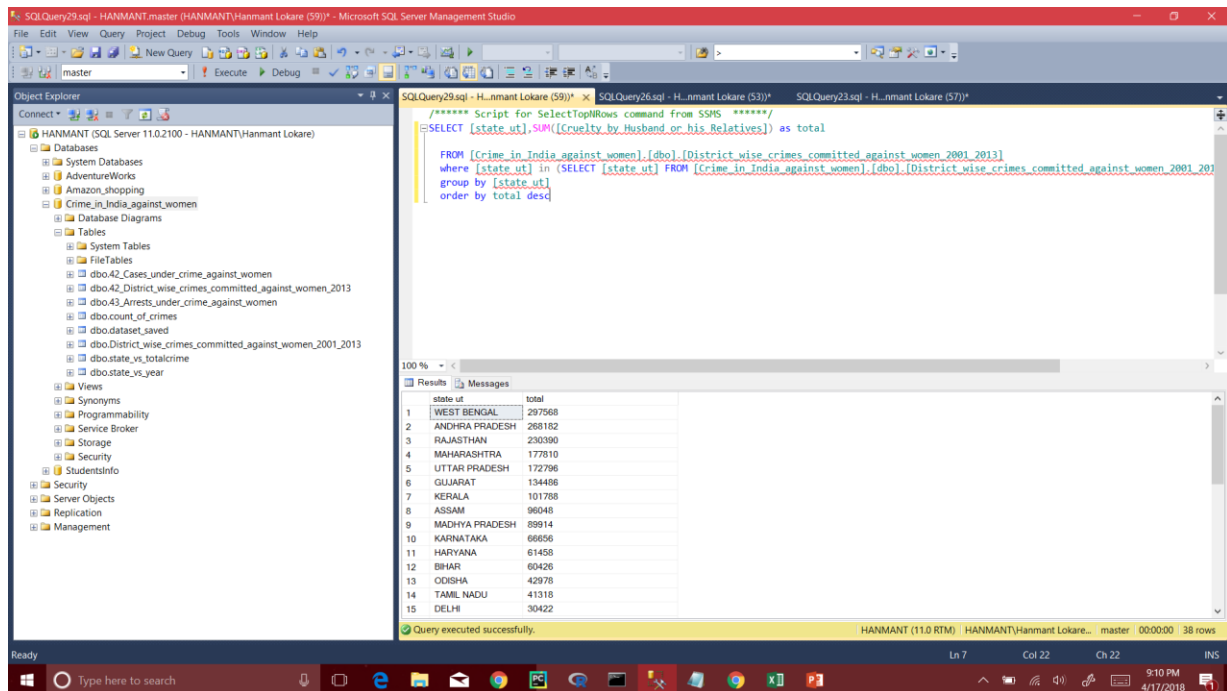 SQLQuery29.sql - HANMANT.master (HANMANT\Hanmant Lokare (59))* - Microsoft SQL Server Management Studio
File Edit View Query Project Debug Tools Window Help
New Query
master Execute Debug
Object Explorer
Connect
HANMANT (SQL Server 11.0.2100 - HANMANT\Hanmant Lokare)
Databases
System Databases
AdventureWorks
Amazon_shopping
Crime_in_India_against_women
Database Diagrams
Tables
System Tables
FileTables
dbo.42_Cases_under_crime_against_women
dbo.42_District_wise_crimes_committed_against_women_2013
dbo.43_Arrests_under_crime_against_women
dbo.count_of_crimes
dbo.dataset_saved
dbo.District_wise_crimes_committed_against_women_2001_2013
dbo.state_vs_totalcrime
dbo.state_vs_year
Views
Synonyms
Programmability
Service Broker
Storage
Security
StudentsInfo
Security
Server Objects
Replication
Management
SQLQuery29.sql - H...nmant Lokare (59))* SQLQuery26.sql - H...nmant Lokare (53))* SQLQuery23.sql - H...nmant Lokare (57))*
/****** Script for SelectTopNRows command from SSMS ******/
SELECT [state_ut],SUM([Cruelty by Husband or his Relatives]) as total
FROM [Crime_in_India_against_women].[dbo].[District_wise_crimes_committed_against_women_2001_2013]
where [state_ut] in (SELECT [state_ut] FROM [Crime_in_India_against_women].[dbo].[District_wise_crimes_committed_against_women_2001_201
group by [state_ut]
order by total desc
100 %
Results Messages
state ut total
1 WEST BENGAL 297568
2 ANDHRA PRADESH 268182
3 RAJASTHAN 230390
4 MAHARASHTRA 177810
5 UTTAR PRADESH 172796
6 GUJARAT 134486
7 KERALA 101788
8 ASSAM 96048
9 MADHYA PRADESH 89914
10 KARNATAKA 66656
11 HARYANA 61458
12 BIHAR 60426
13 ODISHA 42978
14 TAMIL NADU 41318
15 DELHI 30422
Query executed successfully. HANMANT (11.0 RTM) HANMANT\Hanmant Lokare... master 00:00:00 38 rows
Ready Ln 7 Col 22 Ch 22 INS
Type here to search 9:10 PM
4/17/2018